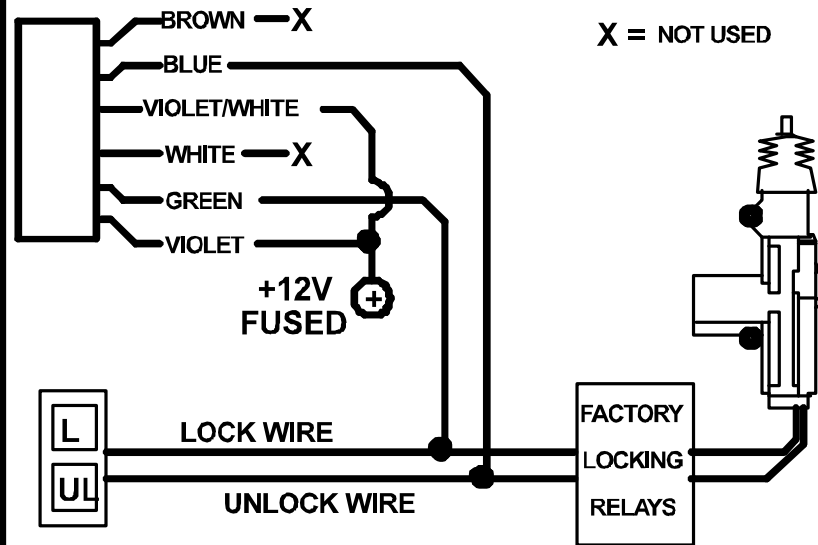 BROWN X
X = NOT USED
BLUE
VIOLET/WHITE
WHITE X
GREEN
VIOLET
+12V
FUSED
+
L
LOCK WIRE
UL
UNLOCK WIRE
FACTORY
LOCKING
RELAYS